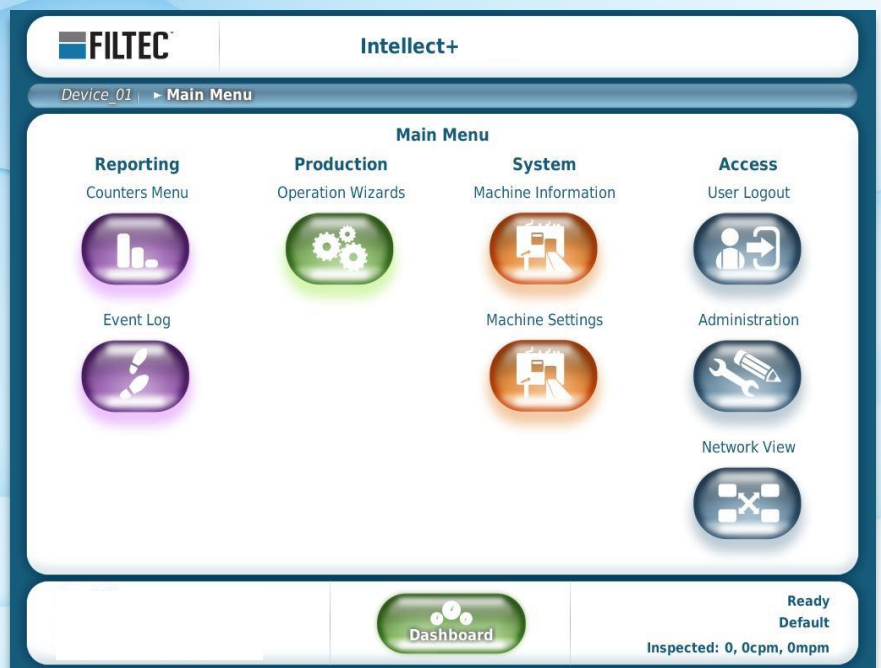 FILTEC
Intellect+
Device_01 ► Main Menu
Main Menu
Reporting Production System Access
Counters Menu Operation Wizards Machine Information User Logout
Event Log Machine Settings Administration
Network View
Dashboard
Ready
Default
Inspected: 0, 0cpm, 0mpm